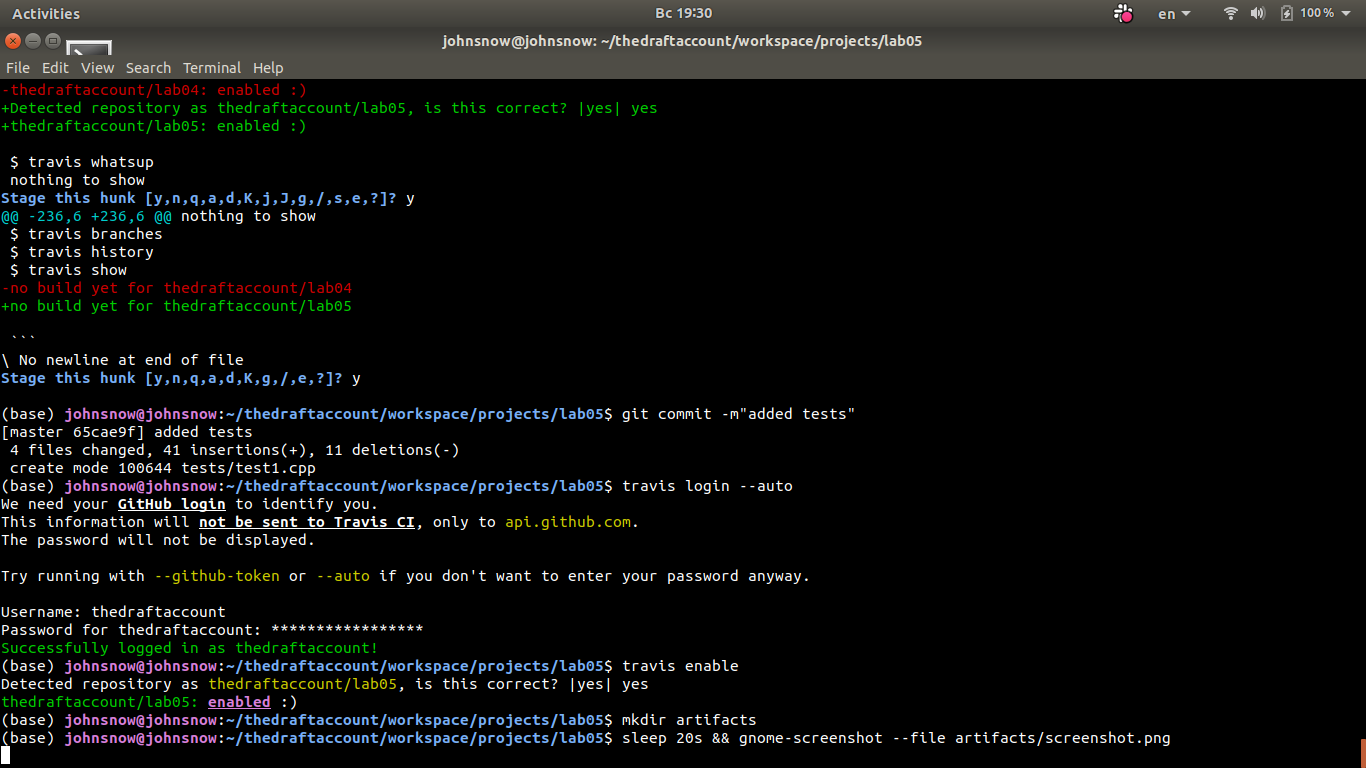 Activities
Вс 19:30
en
100 %
johnsnow@johnsnow: ~/thedraftaccount/workspace/projects/lab05
File Edit View Search Terminal Help
-thedraftaccount/lab04: enabled :)
+Detected repository as thedraftaccount/lab05, is this correct? |yes| yes
+thedraftaccount/lab05: enabled :)
$ travis whatsup
nothing to show
Stage this hunk [y,n,q,a,d,K,j,J,g,/,s,e,?]? y
@@ -236,6 +236,6 @@ nothing to show
$ travis branches
$ travis history
$ travis show
-no build yet for thedraftaccount/lab04
+no build yet for thedraftaccount/lab05
```
\ No newline at end of file
Stage this hunk [y,n,q,a,d,K,g,/,e,?]? y
(base) johnsnow@johnsnow:~/thedraftaccount/workspace/projects/lab05$ git commit -m"added tests"
[master 65cae9f] added tests
4 files changed, 41 insertions(+), 11 deletions(-)
create mode 100644 tests/test1.cpp
(base) johnsnow@johnsnow:~/thedraftaccount/workspace/projects/lab05$ travis login --auto
We need your GitHub login to identify you.
This information will not be sent to Travis CI, only to api.github.com.
The password will not be displayed.
Try running with --github-token or --auto if you don't want to enter your password anyway.
Username: thedraftaccount
Password for thedraftaccount: *****************
Successfully logged in as thedraftaccount!
(base) johnsnow@johnsnow:~/thedraftaccount/workspace/projects/lab05$ travis enable
Detected repository as thedraftaccount/lab05, is this correct? |yes| yes
thedraftaccount/lab05: enabled :)
(base) johnsnow@johnsnow:~/thedraftaccount/workspace/projects/lab05$ mkdir artifacts
(base) johnsnow@johnsnow:~/thedraftaccount/workspace/projects/lab05$ sleep 20s && gnome-screenshot --file artifacts/screenshot.png